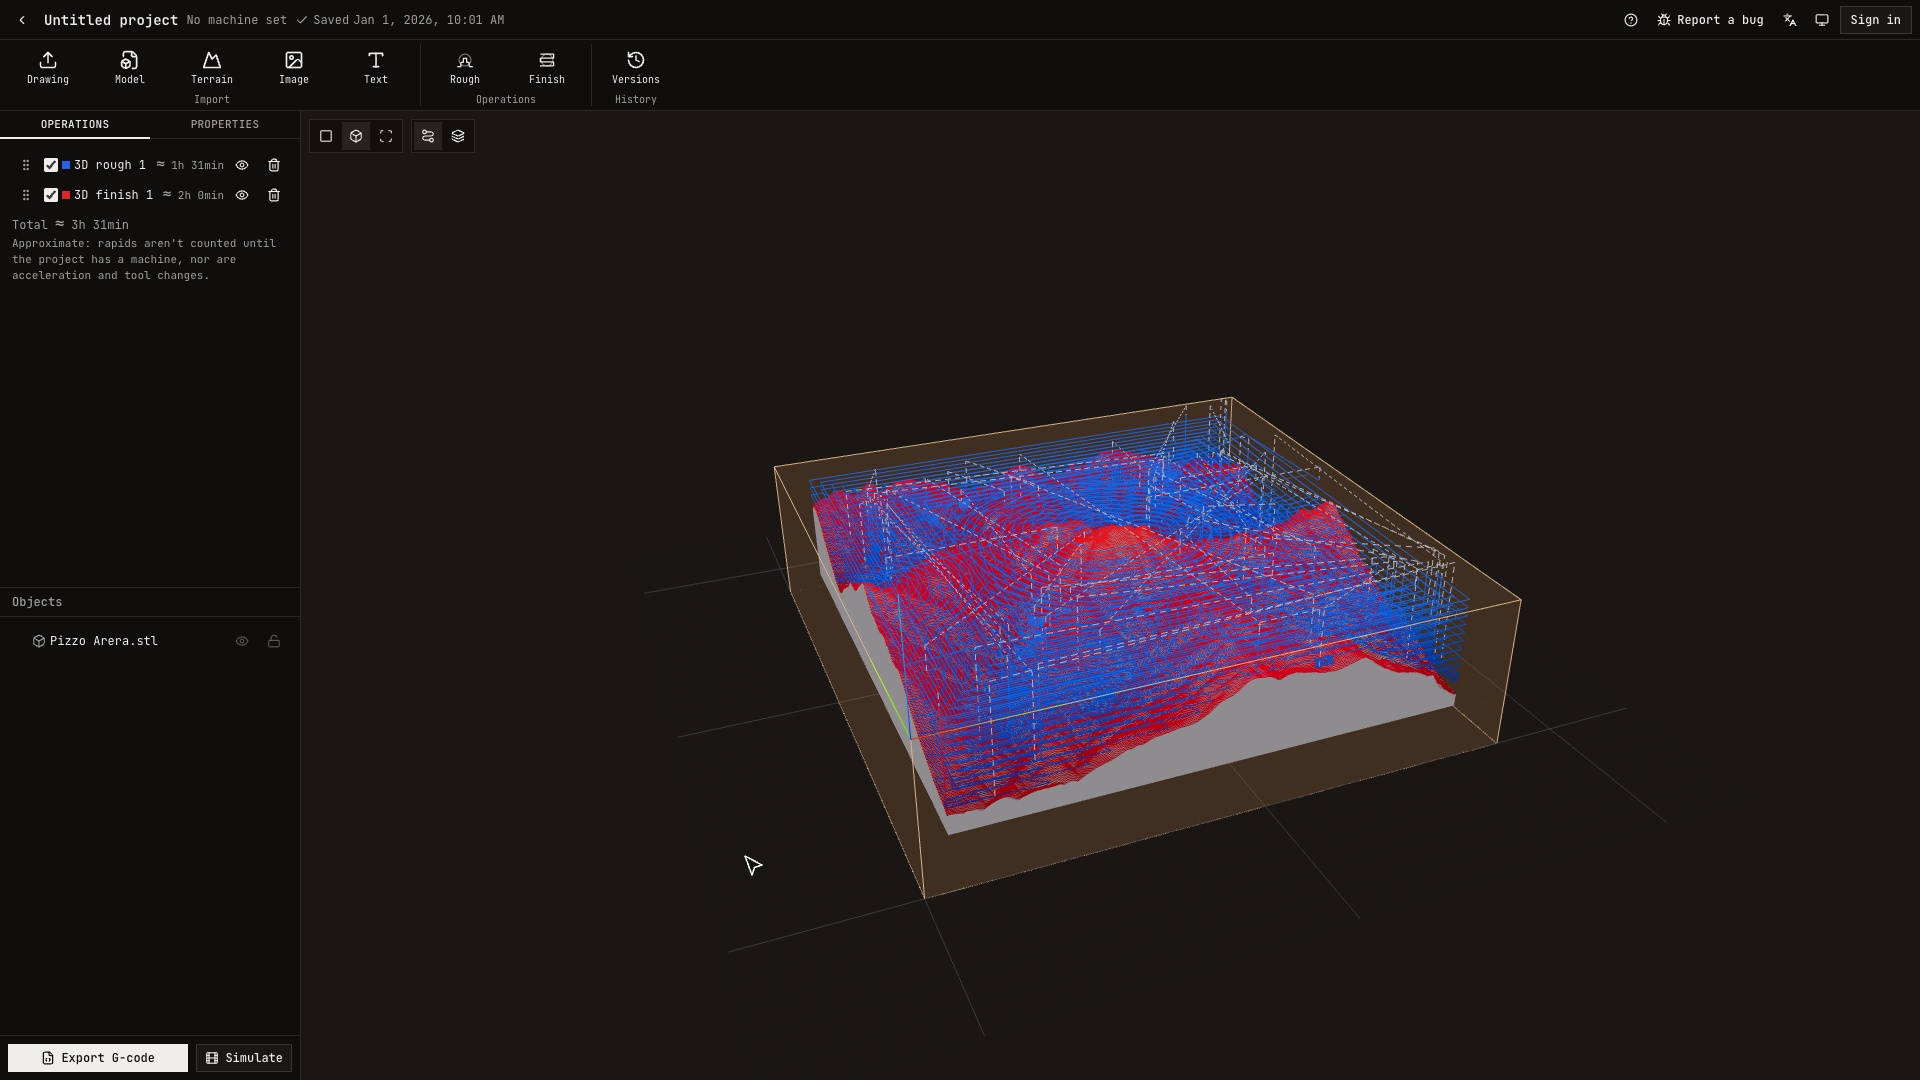 Untitled project No machine set Saved Jan 1, 2026, 10:01 AM
Report a bug
Sign in
Drawing Model Terrain Image Text
Import
Rough Finish
Operations
Versions
History
OPERATIONS PROPERTIES
3D rough 1 ≈ 1h 31min
3D finish 1 ≈ 2h 0min
Total ≈ 3h 31min
Approximate: rapids aren't counted until
the project has a machine, nor are
acceleration and tool changes.
Objects
Pizzo Arera.stl
Export G-code Simulate